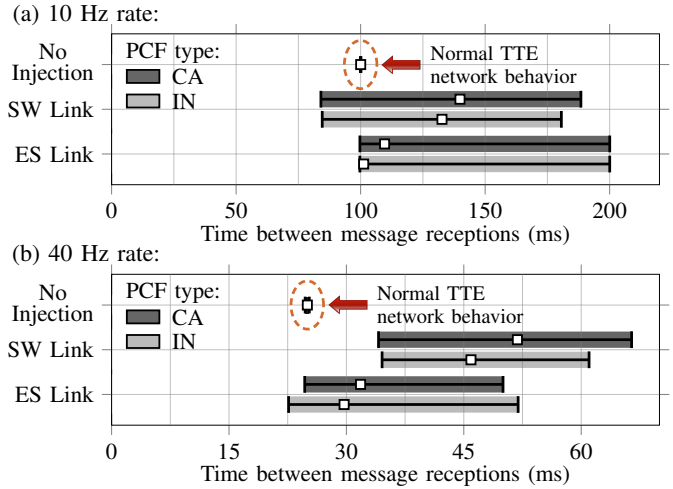 (a) 10 Hz rate:
No
Injection
PCF type:
CA
IN
Normal TTE
network behavior
SW Link
ES Link
0 50 100 150 200
Time between message receptions (ms)
(b) 40 Hz rate:
No
Injection
PCF type:
CA
IN
Normal TTE
network behavior
SW Link
ES Link
0 30 45 60
Time between message receptions (ms)